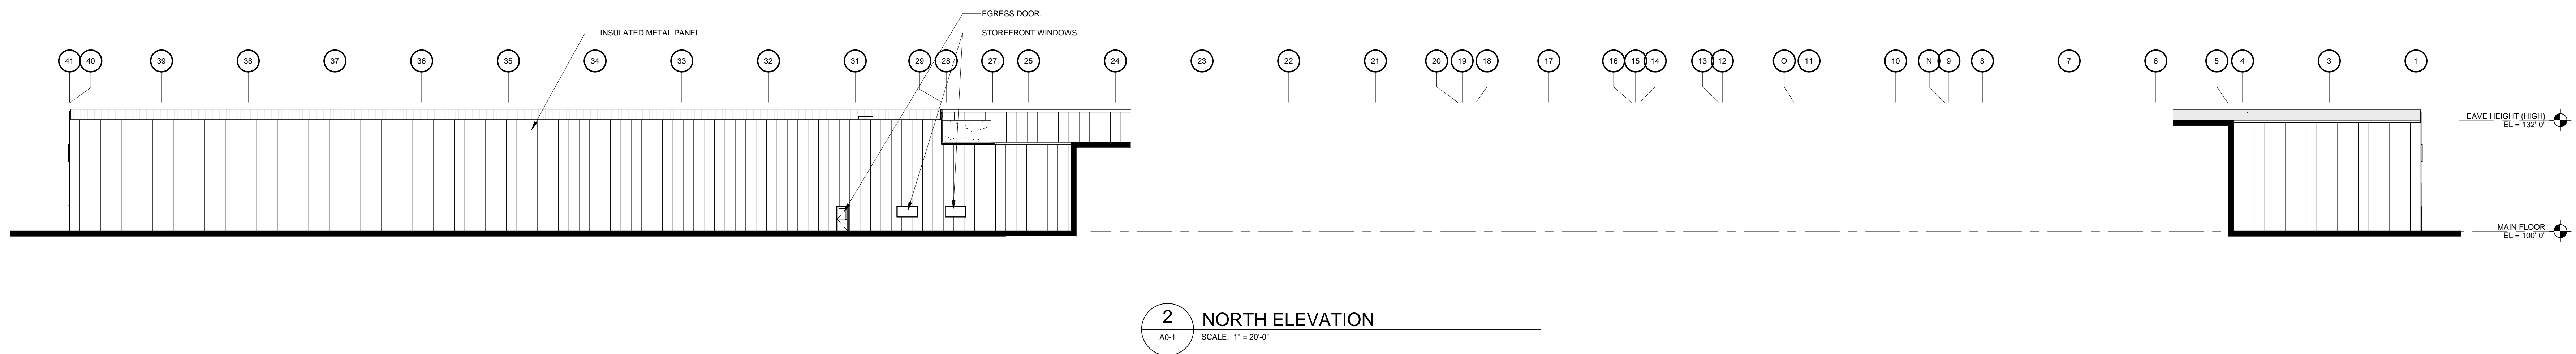 EGRESS DOOR.
INSULATED METAL PANEL
STOREFRONT WINDOWS.
41 40 39 38 37 36 35 34 33 32 31 29 28 27 25 24 23 22 21 20 19 18 17 16 15 14 13 12 O 11 10 N 9 8 7 6 5 4 3 1
EAVE HEIGHT (HIGH)
EL = 132'-0"
MAIN FLOOR
EL = 100'-0"
2
NORTH ELEVATION
A0-1
SCALE: 1" = 20'-0"